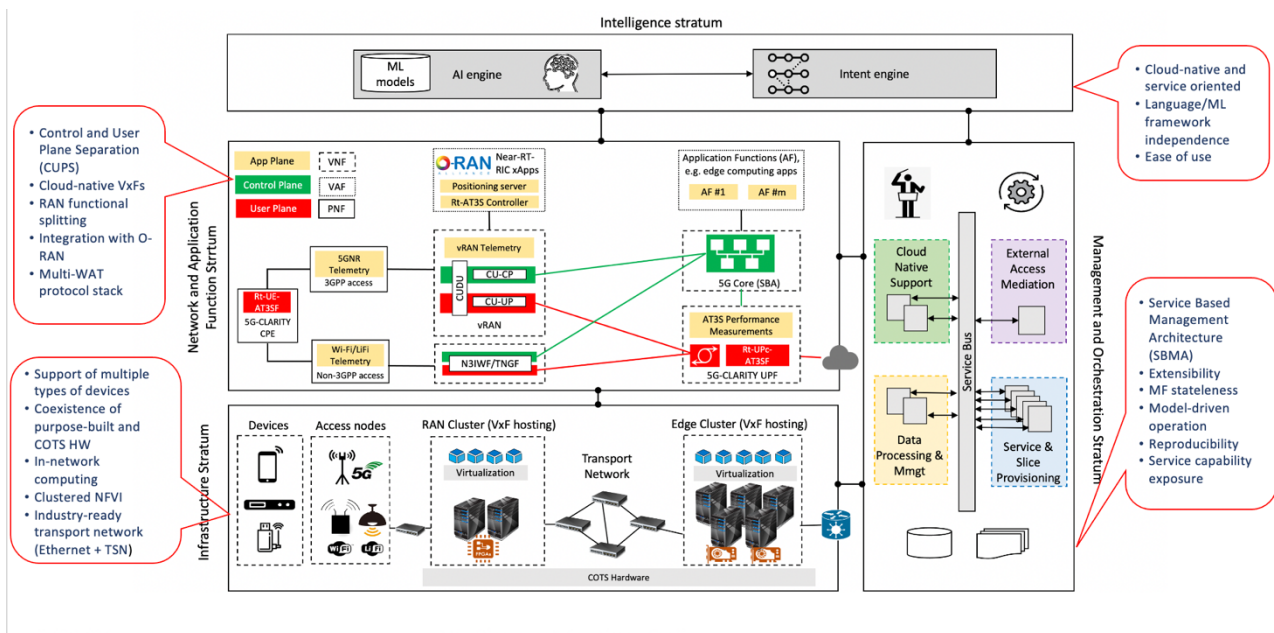 Intelligence stratum
ML
models
AI engine
Intent engine
• Cloud-native and
service oriented
• Language/ML
framework
independence
• Ease of use
• Control and User
Plane Separation
(CUPS)
• Cloud-native VxFs
• RAN functional
splitting
• Integration with O-
RAN
• Multi-WAT
protocol stack
Network and Application
Function Strrtum
App Plane
Control Plane
User Plane
VNF
VAF
PNF
O-RAN
ALLIANCE
Near-RT-
RIC xApps
Positioning server
Rt-AT3S Controller
Application Functions (AF),
e.g. edge computing apps
AF #1
AF #m
5GNR
Telemetry
3GPP access
Rt-UE-
AT3SF
5G-CLARITY
CPE
Wi-Fi/LiFi
Telemetry
Non-3GPP access
vRAN Telemetry
CUDU
CU-CP
CU-UP
vRAN
N3IWF/TNGF
5G Core (SBA)
AT3S Performance
Measurements
Rt-UPc-
AT3SF
5G-CLARITY UPF
Management and Orchestration Stratum
Cloud
Native
Support
External
Access
Mediation
Service Bus
Data
Processing &
Mmgt
Service &
Slice
Provisioning
• Service Based
Management
Architecture
(SBMA)
• Extensibility
• MF stateness
• Model-driven
operation
• Reproducibility
• Service capability
exposure
• Support of multiple
types of devices
• Coexistence of
purpose-built and
COTS HW
• In-network
computing
• Clustered NFVI
• Industry-ready
transport network
(Ethernet + TSN)
Infrastructure Stratum
Devices
Access nodes
5G
WiFi
LiFi
RAN Cluster (VxF hosting)
Virtualization
FPGAs
Transport
Network
Edge Cluster (VxF hosting)
Virtualization
COTS Hardware